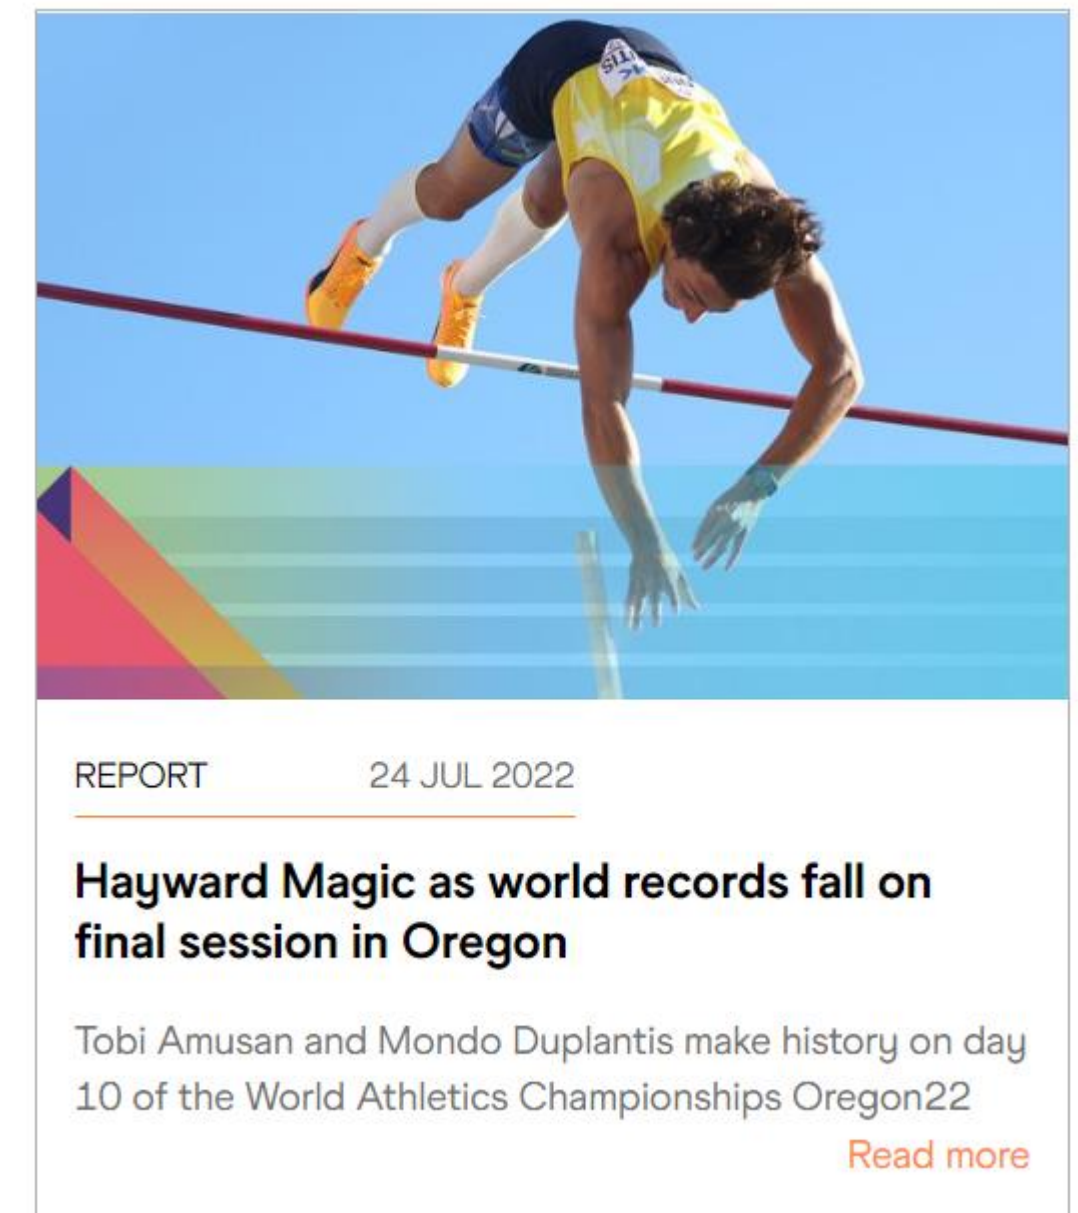 REPORT 24 JUL 2022
Hayward Magic as world records fall on
final session in Oregon
Tobi Amusan and Mondo Duplantis make history on day
10 of the World Athletics Championships Oregon22
Read more